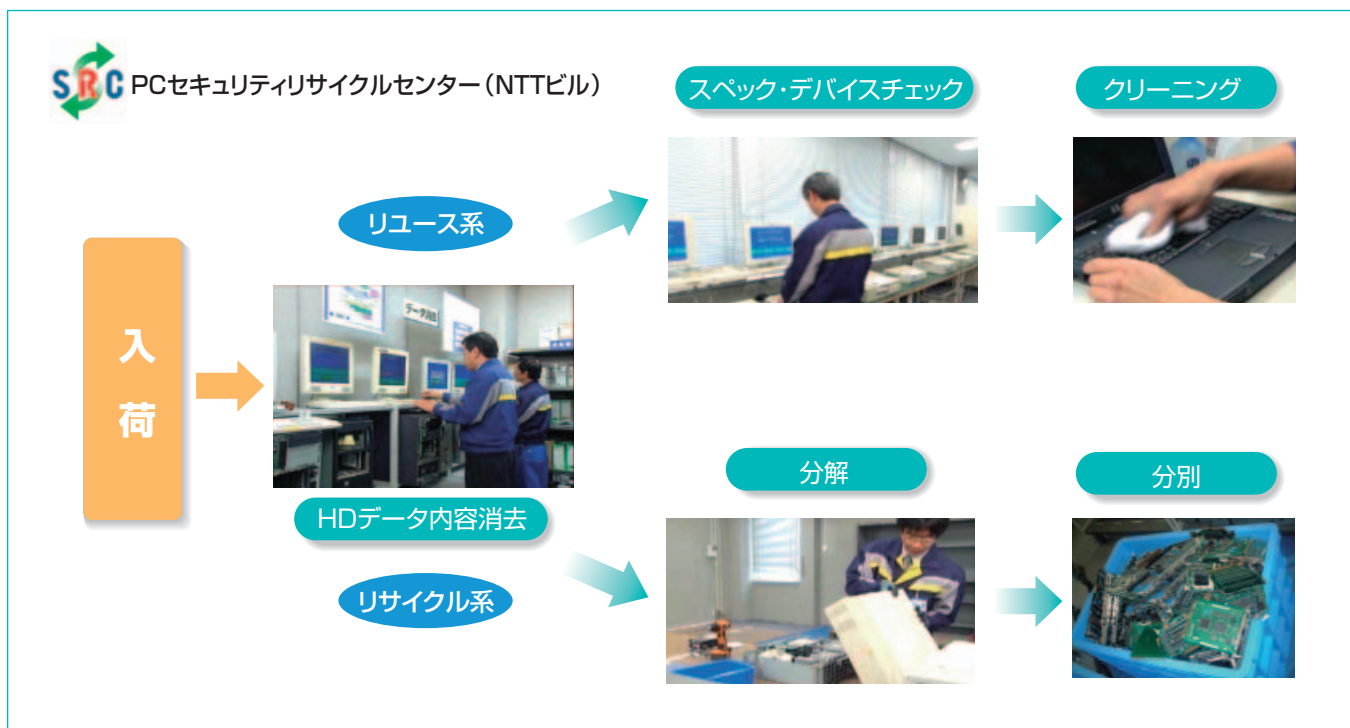 SRC PCセキュリティリサイクルセンター（NTTビル）
スペック・デバイスチェック
クリーニング
リユース系
入荷
HDデータ内容消去
リサイクル系
分解
分別